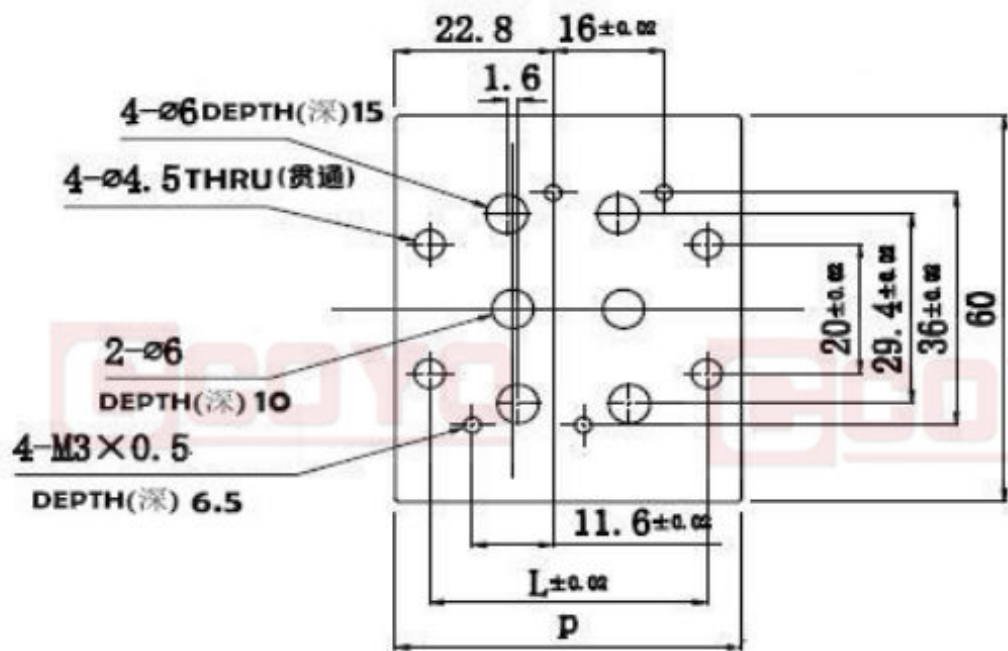 22.8 16±0.02
1.6
4-ø6 DEPTH(深)15
4-ø4.5THRU(贯通)
2-ø6
DEPTH(深) 10
4-M3×0.5
DEPTH(深) 6.5
20±0.02
29.4±0.02
36±0.02
60
11.6±0.02
L±0.02
P